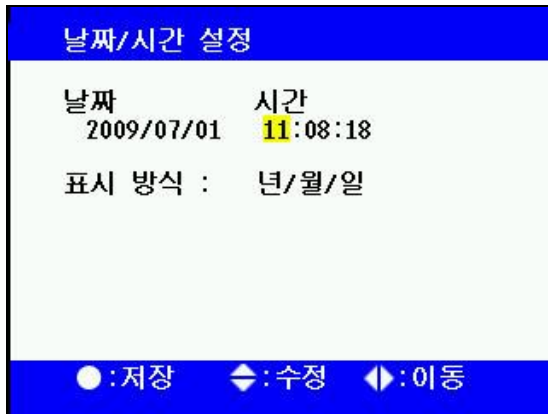 날짜/시간 설정
날짜 시간
2009/07/01 11:08:18
표시 방식 : 년/월/일
:저장 :수정 :이동